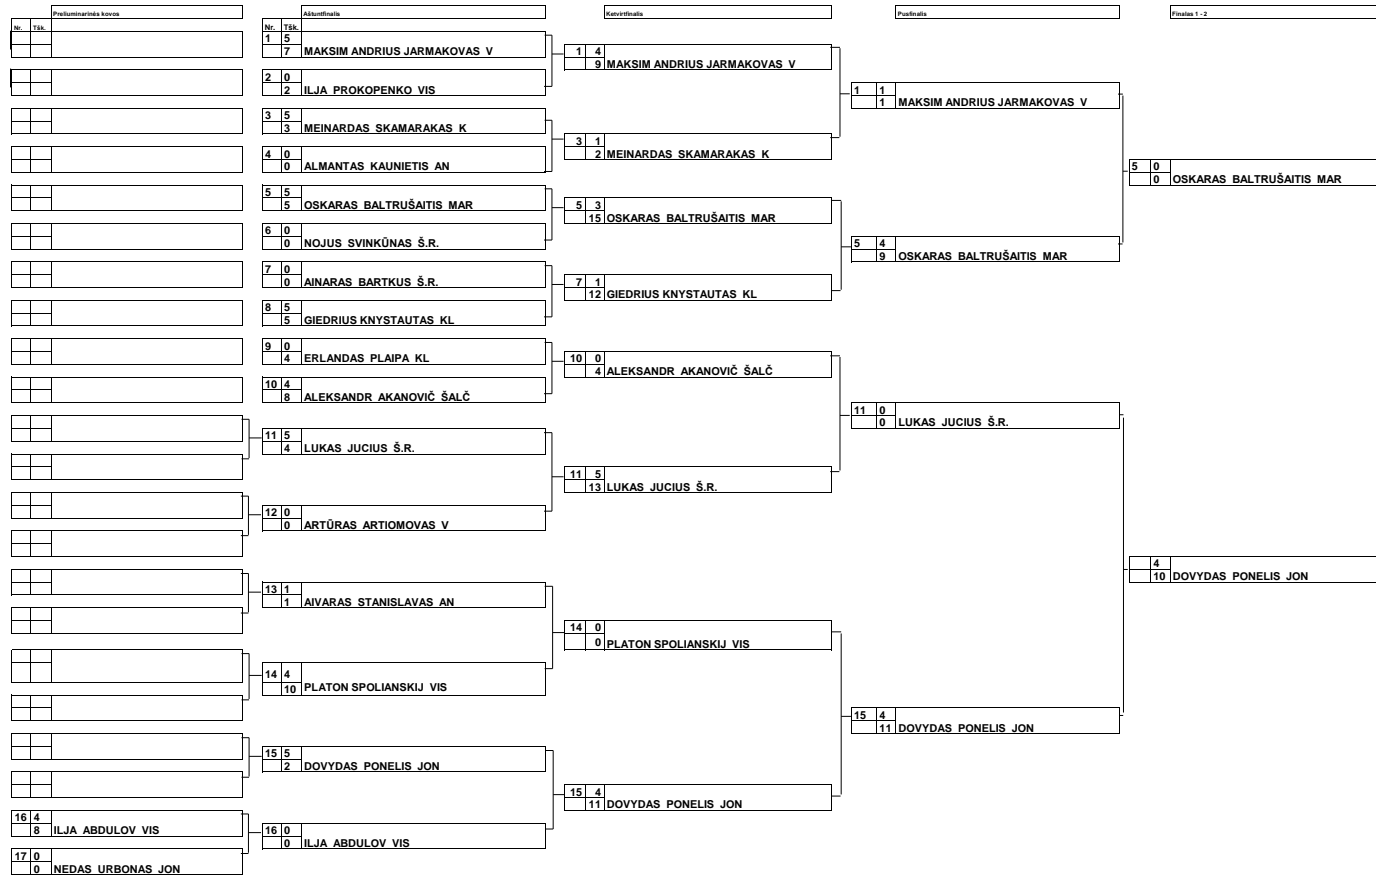 Preliuminarinės kovos
Nr. Tšk.
16 4
8 ILJA ABDULOV VIS
17 0
0 NEDAS URBONAS JON
Aštuntfinalis
Nr. Tšk.
1 5
7 MAKSIM ANDRIUS JARMAKOVAS V
2 0
2 ILJA PROKOPENKO VIS
3 5
3 MEINARDAS SKAMARAKAS K
4 0
0 ALMANTAS KAUNIETIS AN
5 5
5 OSKARAS BALTRUŠAITIS MAR
6 0
0 NOJUS SVINKŪNAS Š.R.
7 0
0 AINARAS BARTKUS Š.R.
8 5
5 GIEDRIUS KNYSTAUTAS KL
9 0
4 ERLANDAS PLAIPA KL
10 4
8 ALEKSANDR AKANOVIČ ŠALČ
11 5
4 LUKAS JUCIUS Š.R.
12 0
0 ARTŪRAS ARTIOMOVAS V
13 1
1 AIVARAS STANISLAVAS AN
14 4
10 PLATON SPOLIANSKIJ VIS
15 5
2 DOVYDAS PONELIS JON
16 0
0 ILJA ABDULOV VIS
Ketvirtfinalis
1 4
9 MAKSIM ANDRIUS JARMAKOVAS V
3 1
2 MEINARDAS SKAMARAKAS K
5 3
15 OSKARAS BALTRUŠAITIS MAR
7 1
12 GIEDRIUS KNYSTAUTAS KL
10 0
4 ALEKSANDR AKANOVIČ ŠALČ
11 5
13 LUKAS JUCIUS Š.R.
14 0
0 PLATON SPOLIANSKIJ VIS
15 4
11 DOVYDAS PONELIS JON
Pusfinalis
1 1
1 MAKSIM ANDRIUS JARMAKOVAS V
5 4
9 OSKARAS BALTRUŠAITIS MAR
11 0
0 LUKAS JUCIUS Š.R.
15 4
11 DOVYDAS PONELIS JON
Finalas 1 - 2
5 0
0 OSKARAS BALTRUŠAITIS MAR
4
10 DOVYDAS PONELIS JON